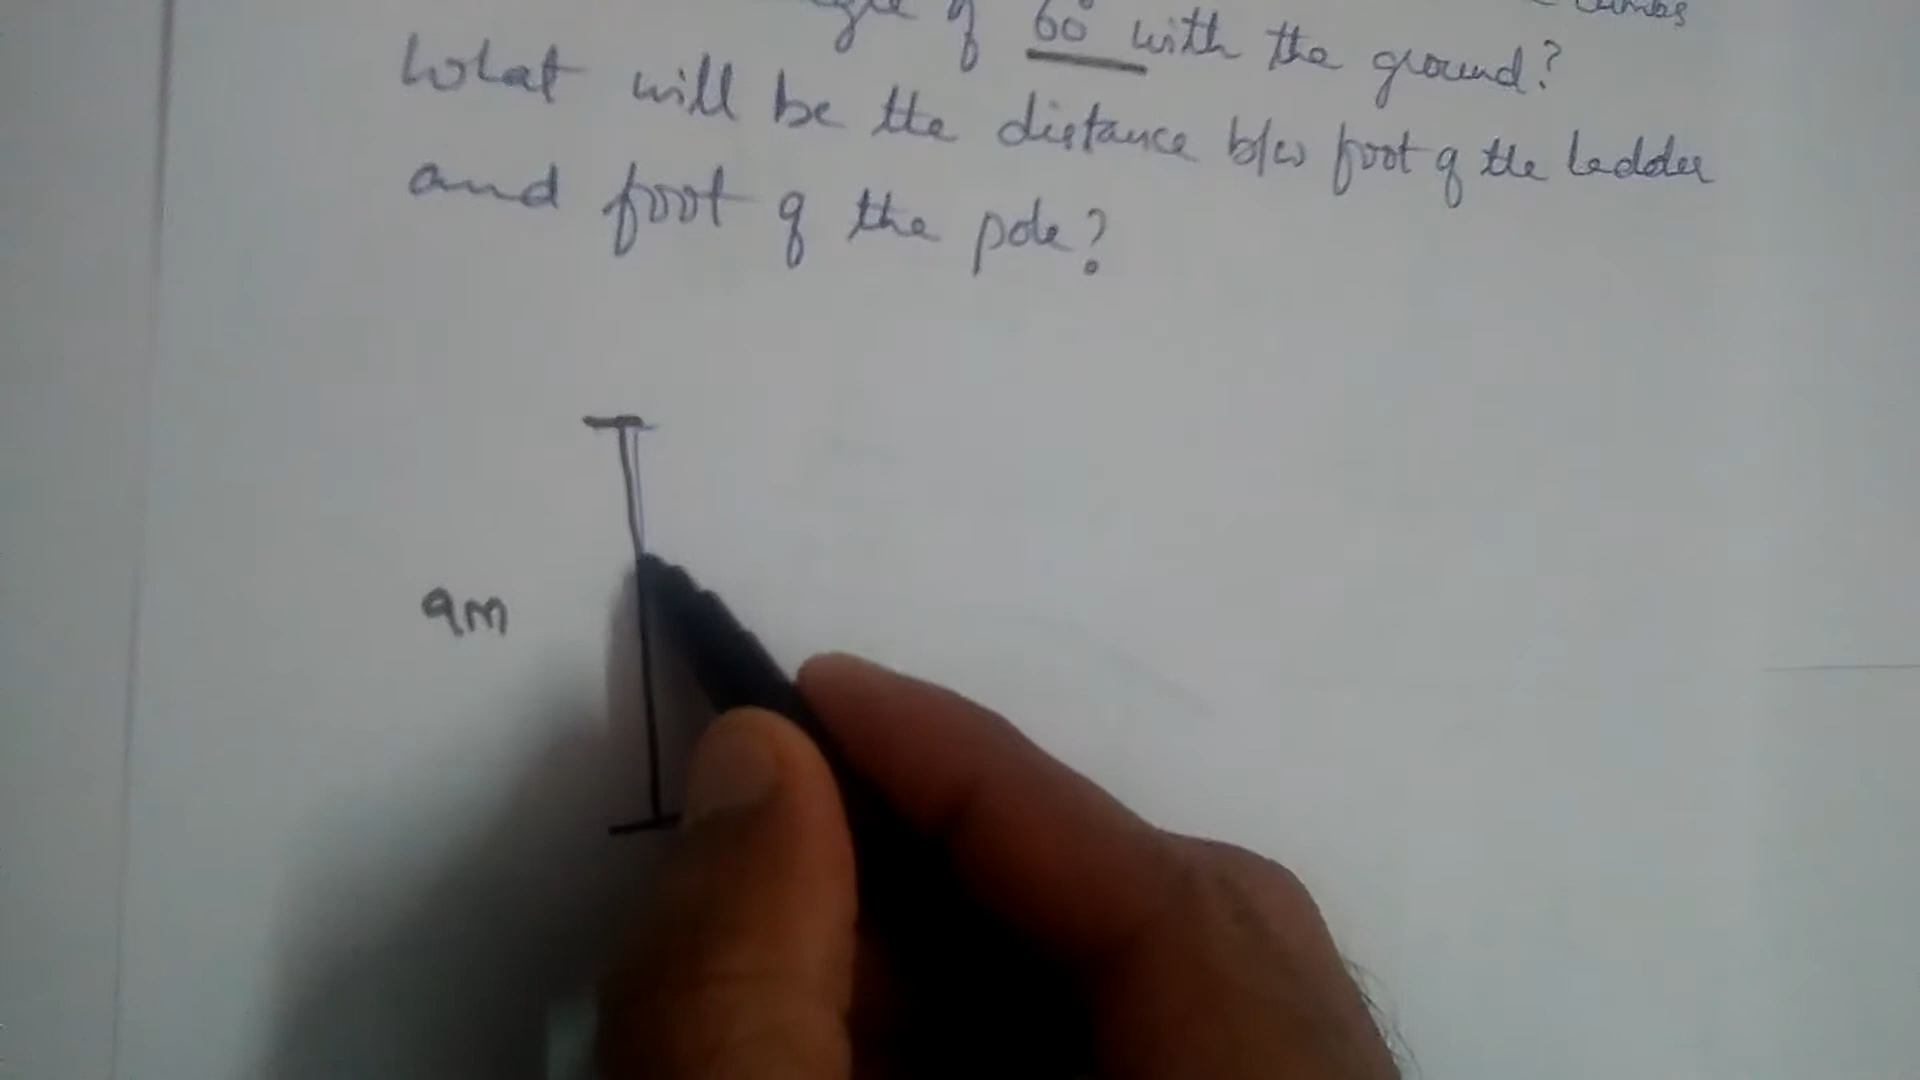 of 60° with the ground?
What will be the distance b/w foot of the ladder
and foot of the pole?
9m